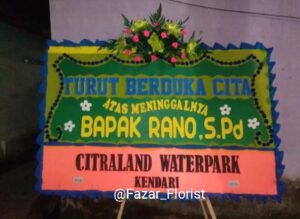 TURUT BERDUKA CITA
ATAS MENINGGALNYA
BAPAK RANO.S.Pd
CITRALAND WATERPARK
KENDARI
@Fazar_Florist